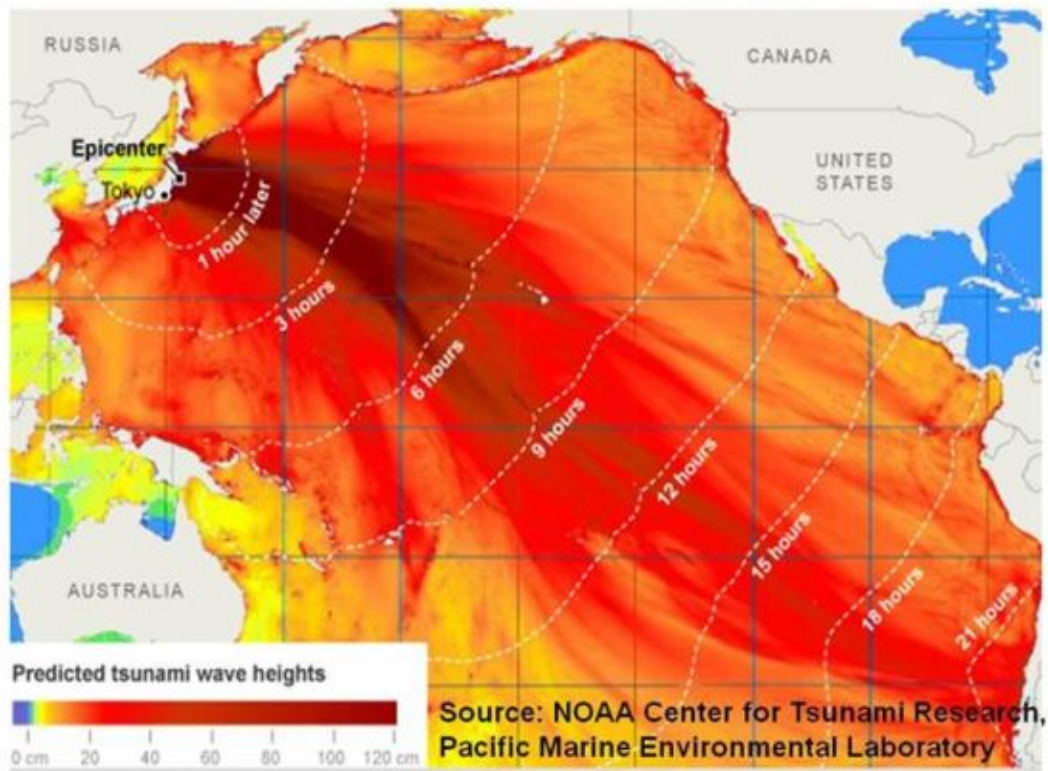 RUSSIA
CANADA
Epicenter
Tokyo
UNITED
STATES
1 hour later
3 hours
6 hours
9 hours
12 hours
15 hours
18 hours
21 hours
AUSTRALIA
Predicted tsunami wave heights
0 cm 20 40 60 80 100 120 cm
Source: NOAA Center for Tsunami Research,
Pacific Marine Environmental Laboratory